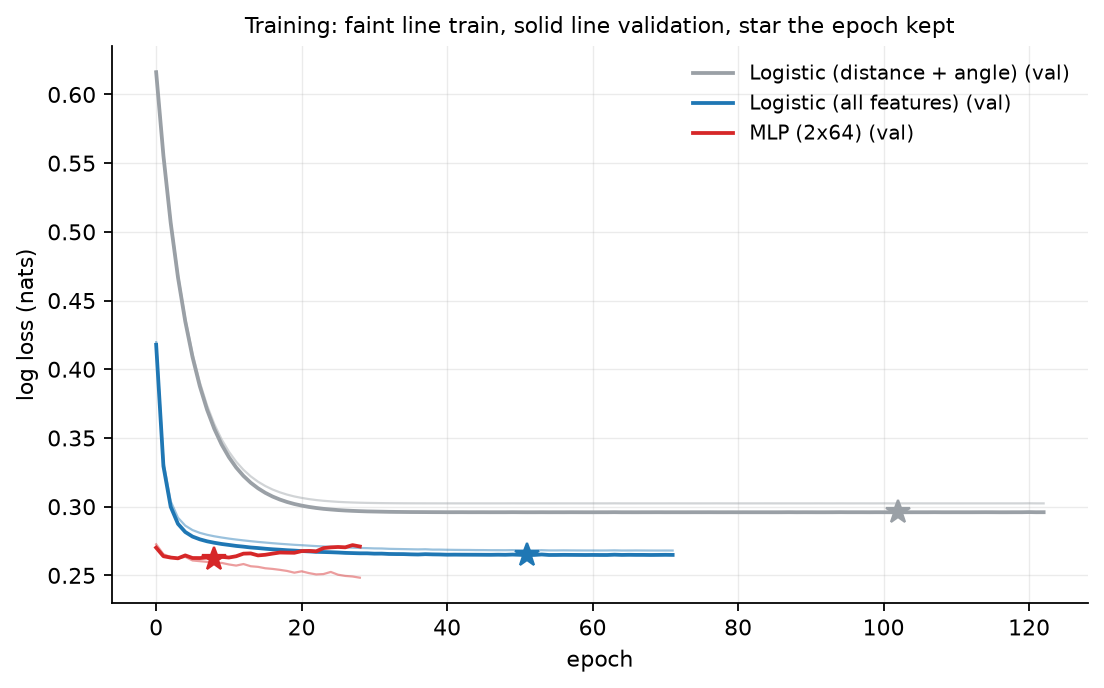 Training: faint line train, solid line validation, star the epoch kept
Logistic (distance + angle) (val)
Logistic (all features) (val)
MLP (2x64) (val)
log loss (nats)
0.60
0.55
0.50
0.45
0.40
0.35
0.30
0.25
0 20 40 60 80 100 120
epoch